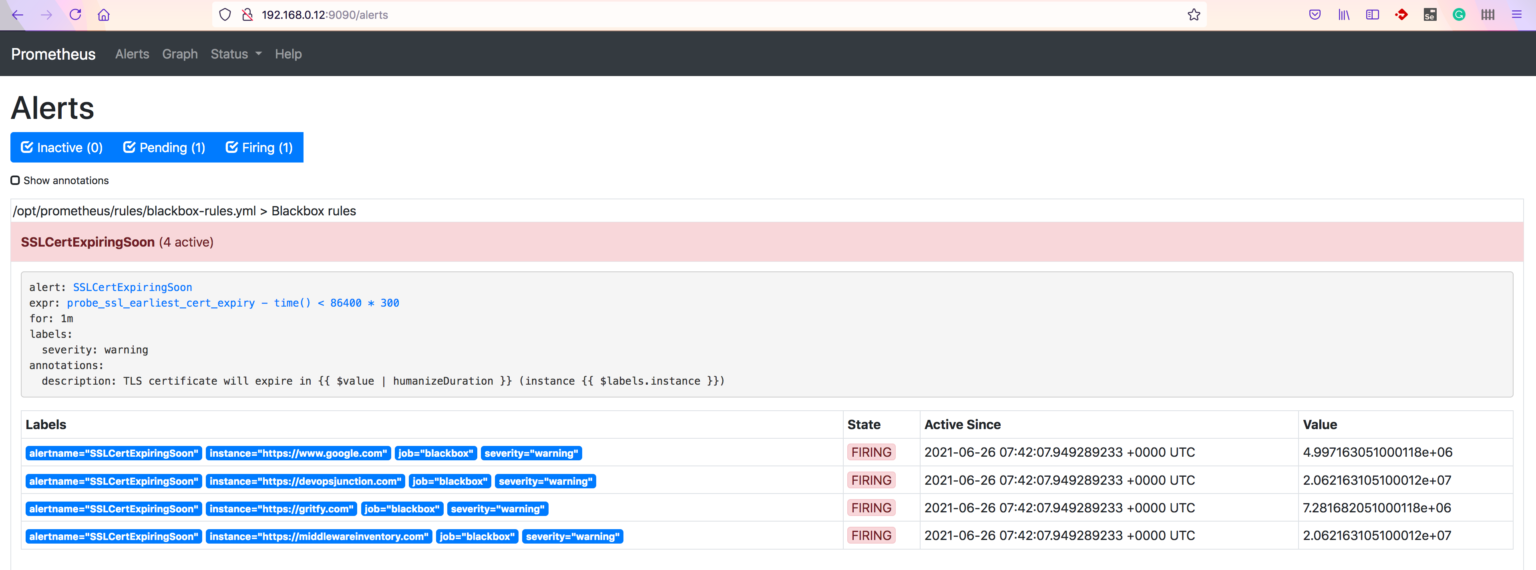 192.168.0.12:9090/alerts
Prometheus Alerts Graph Status Help
Alerts
Inactive (0) Pending (1) Firing (1)
Show annotations
/opt/prometheus/rules/blackbox-rules.yml > Blackbox rules
SSLCertExpiringSoon (4 active)
alert: SSLCertExpiringSoon
expr: probe_ssl_earliest_cert_expiry - time() < 86400 * 300
for: 1m
labels:
  severity: warning
annotations:
  description: TLS certificate will expire in {{ $value | humanizeDuration }} (instance {{ $labels.instance }})
Labels State Active Since Value
alertname="SSLCertExpiringSoon" instance="https://www.google.com" job="blackbox" severity="warning" FIRING 2021-06-26 07:42:07.949289233 +0000 UTC 4.997163051000118e+06
alertname="SSLCertExpiringSoon" instance="https://devopsjunction.com" job="blackbox" severity="warning" FIRING 2021-06-26 07:42:07.949289233 +0000 UTC 2.062163105100012e+07
alertname="SSLCertExpiringSoon" instance="https://gritfy.com" job="blackbox" severity="warning" FIRING 2021-06-26 07:42:07.949289233 +0000 UTC 7.281682051000118e+06
alertname="SSLCertExpiringSoon" instance="https://middlewareinventory.com" job="blackbox" severity="warning" FIRING 2021-06-26 07:42:07.949289233 +0000 UTC 2.062163105100012e+07